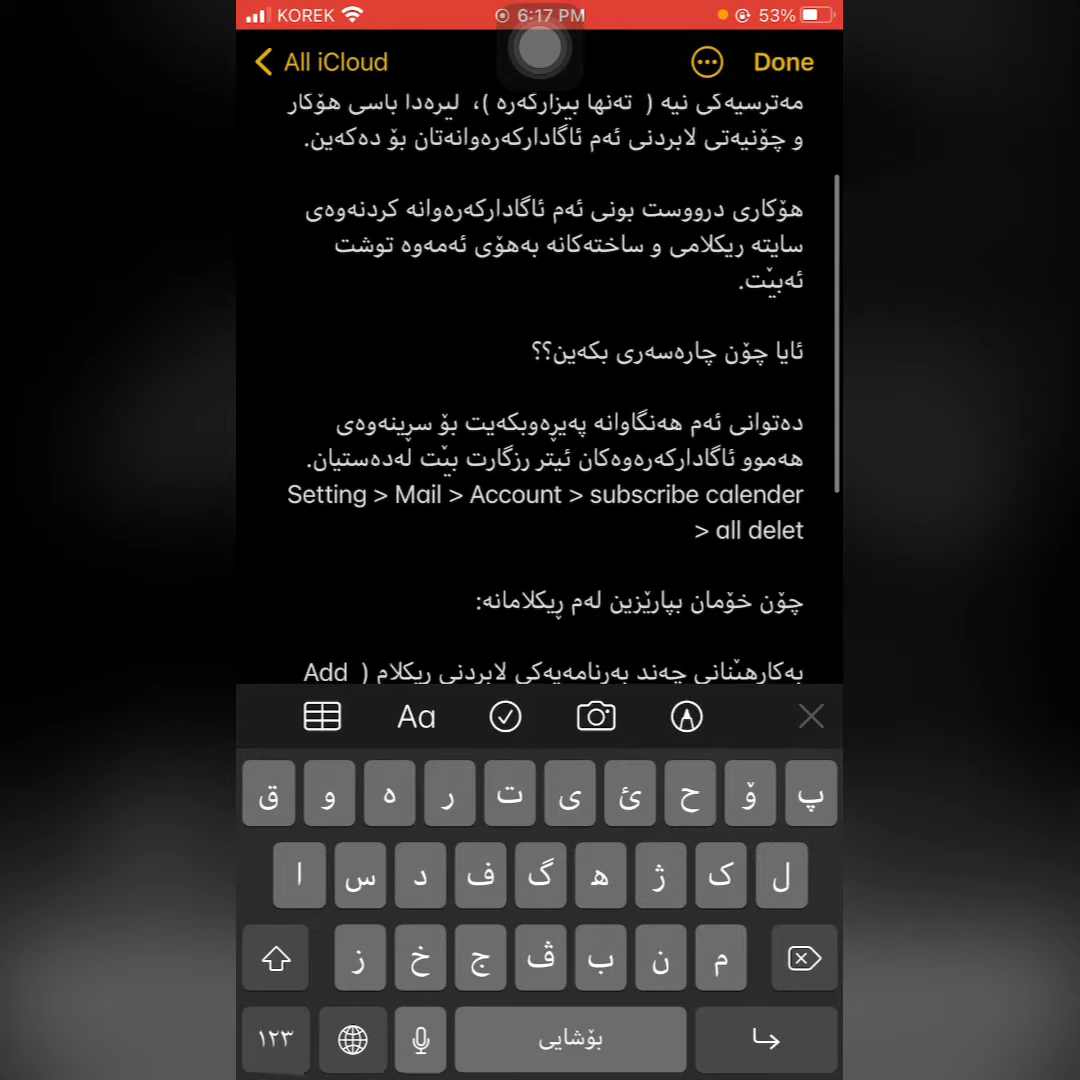 KOREK 6:17 PM 53%
All iCloud Done
مەترسیەکی نیە ( تەنها بیزارکەرە )، لیرەدا باسی هۆکار
و چۆنیەتی لابردنی ئەم ئاگادارکەرەوانەتان بۆ دەکەین.
هۆکاری درووست بونی ئەم ئاگادارکەرەوانە کردنەوەی
سایتە ریکلامی و ساختەکانە بەهۆی ئەمەوە توشت
ئەبێت.
ئایا چۆن چارەسەری بکەین؟؟
دەتوانی ئەم هەنگاوانە پەیڕەوبکەیت بۆ سڕینەوەی
هەموو ئاگادارکەرەوەکان ئیتر رزگارت بێت لەدەستیان.
Setting > Mail > Account > subscribe calender
> all delet
چۆن خۆمان بپارێزین لەم ڕیکلامانە:
بەکارهێنانی چەند بەرنامەیەکی لابردنی ریکلام ( Add
Aa
ق و ە ر ت ی ئ ح ۆ پ
ا س د ف گ ھ ژ ک ل
ز خ ج ڤ ب ن م
١٢٣ بۆشایی